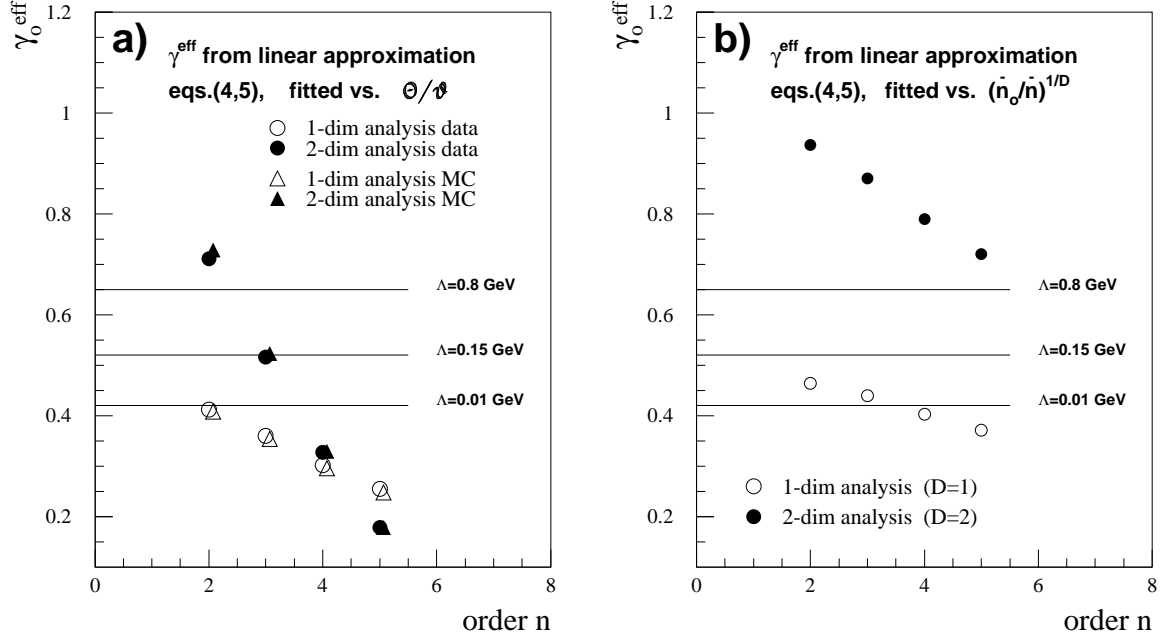 γ₀^eff
1.2
1
0.8
0.6
0.4
0.2
a)
γ^eff from linear approximation
eqs.(4,5), fitted vs. Θ/ϑ
1-dim analysis data
2-dim analysis data
1-dim analysis MC
2-dim analysis MC
Λ=0.8 GeV
Λ=0.15 GeV
Λ=0.01 GeV
0 2 4 6 8
order n
γ₀^eff
1.2
1
0.8
0.6
0.4
0.2
b)
γ^eff from linear approximation
eqs.(4,5), fitted vs. (n̄ₒ/n̄)^1/D
Λ=0.8 GeV
Λ=0.15 GeV
Λ=0.01 GeV
1-dim analysis (D=1)
2-dim analysis (D=2)
0 2 4 6 8
order n